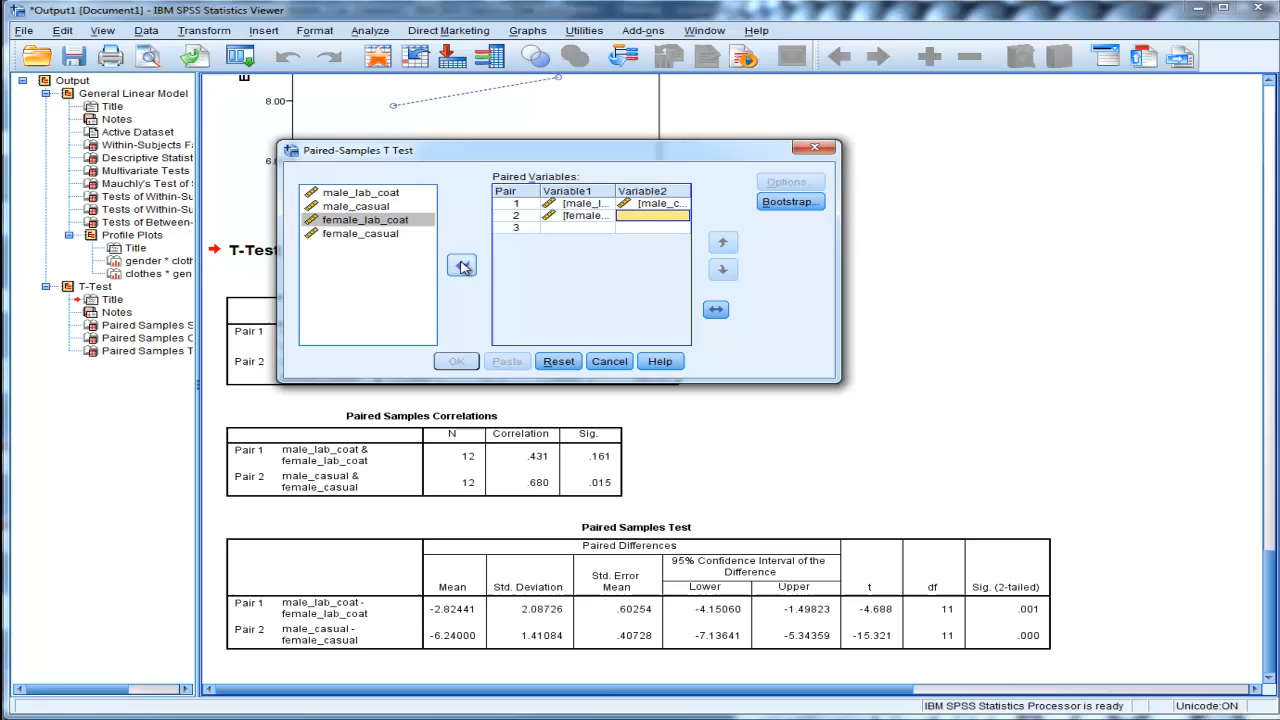 *Output1 [Document1] - IBM SPSS Statistics Viewer
File Edit View Data Transform Insert Format Analyze Direct Marketing Graphs Utilities Add-ons Window Help
Output
General Linear Model
Title
Notes
Active Dataset
Within-Subjects Fa
Descriptive Statist
Multivariate Tests
Mauchly's Test of
Tests of Within-Su
Tests of Within-Su
Tests of Between-
Profile Plots
Title
gender * cloth
clothes * gen
T-Test
Title
Notes
Paired Samples S
Paired Samples C
Paired Samples T
E
8.00
6.
T-Test
Pair 1
Pair 2
Paired-Samples T Test
male_lab_coat
male_casual
female_lab_coat
female_casual
Paired Variables:
Pair Variable1 Variable2
1 [male_l... [male_c...
2 [female...
3
Options...
Bootstrap...
OK Paste Reset Cancel Help
Paired Samples Correlations
N Correlation Sig.
Pair 1 male_lab_coat & female_lab_coat 12 .431 .161
Pair 2 male_casual & female_casual 12 .680 .015
Paired Samples Test
Paired Differences
95% Confidence Interval of the Difference
Mean Std. Deviation Std. Error Mean Lower Upper t df Sig. (2-tailed)
Pair 1 male_lab_coat - female_lab_coat -2.82441 2.08726 .60254 -4.15060 -1.49823 -4.688 11 .001
Pair 2 male_casual - female_casual -6.24000 1.41084 .40728 -7.13641 -5.34359 -15.321 11 .000
IBM SPSS Statistics Processor is ready Unicode:ON